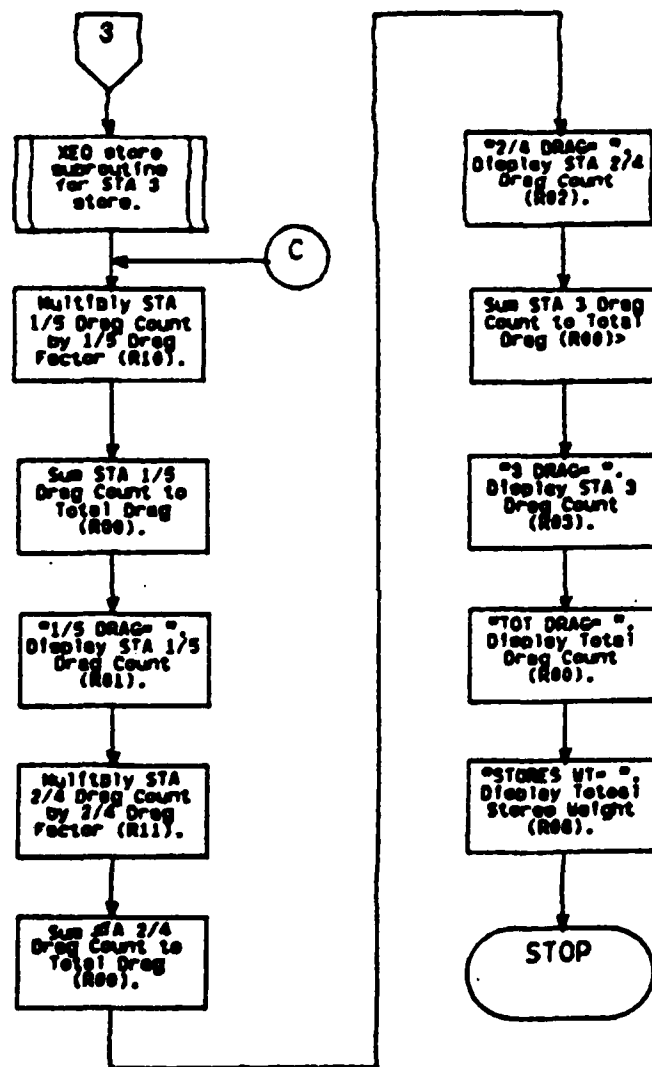 3
XEQ store
subroutine
for STA 3
store.
C
Multiply STA
1/5 Drag Count
by 1/5 Drag
Factor (R10).
Sum STA 1/5
Drag Count to
Total Drag
(R00).
"1/5 DRAG= ",
Display STA 1/5
Drag Count
(R01).
Multiply STA
2/4 Drag Count
by 2/4 Drag
Factor (R11).
Sum STA 2/4
Drag Count to
Total Drag
(R00).
"2/4 DRAG= ",
Display STA 2/4
Drag Count
(R02).
Sum STA 3 Drag
Count to Total
Drag (R00)>
"3 DRAG= ",
Display STA 3
Drag Count
(R03).
"TOT DRAG= ",
Display Total
Drag Count
(R00).
"STORES WT= ",
Display Total
Stores Weight
STOP